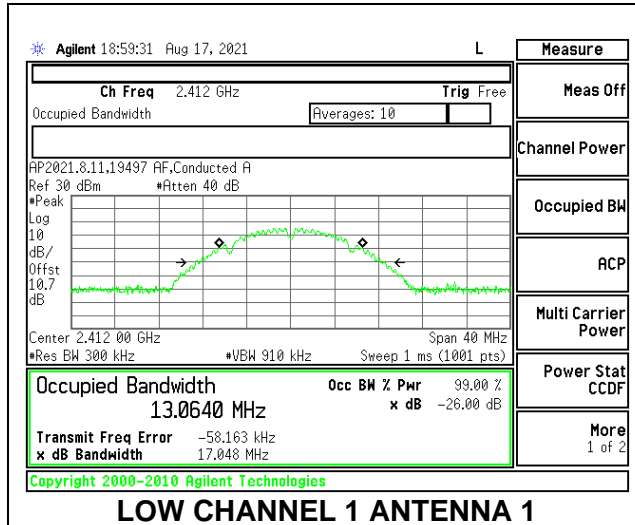 Agilent 18:59:31 Aug 17, 2021 L
Measure
Ch Freq 2.412 GHz Trig Free
Meas Off
Occupied Bandwidth Averages: 10
Channel Power
AP2021.8.11,19497 AF,Conducted A
Ref 30 dBm #Atten 40 dB
#Peak
Log
10
dB/
Offst
10.7
dB
Occupied BW
ACP
Center 2.412 00 GHz Span 40 MHz
#Res BW 300 kHz #VBW 910 kHz Sweep 1 ms (1001 pts)
Multi Carrier
Power
Occupied Bandwidth Occ BW % Pwr 99.00 %
13.0640 MHz x dB -26.00 dB
Transmit Freq Error -58.163 kHz
x dB Bandwidth 17.048 MHz
Power Stat
CCDF
More
1 of 2
Copyright 2000-2010 Agilent Technologies
LOW CHANNEL 1 ANTENNA 1